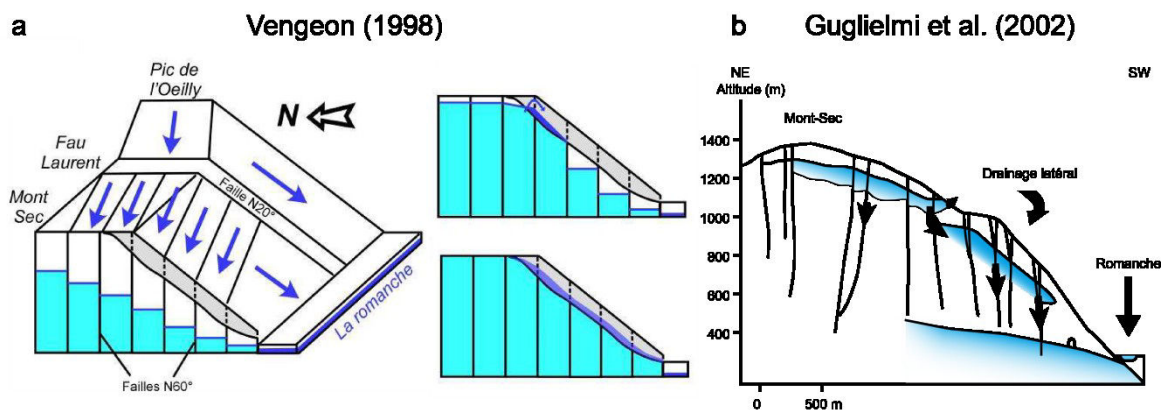 a
Vengeon (1998)
Pic de
l'Oeilly
N
Fau
Laurent
Mont
Sec
Faille N20°
La romanche
Failles N60°
b
Guglielmi et al. (2002)
NE
SW
Altitude (m)
Mont-Sec
1400
1200
1000
800
600
400
Drainage latéral
Romanche
0 500 m